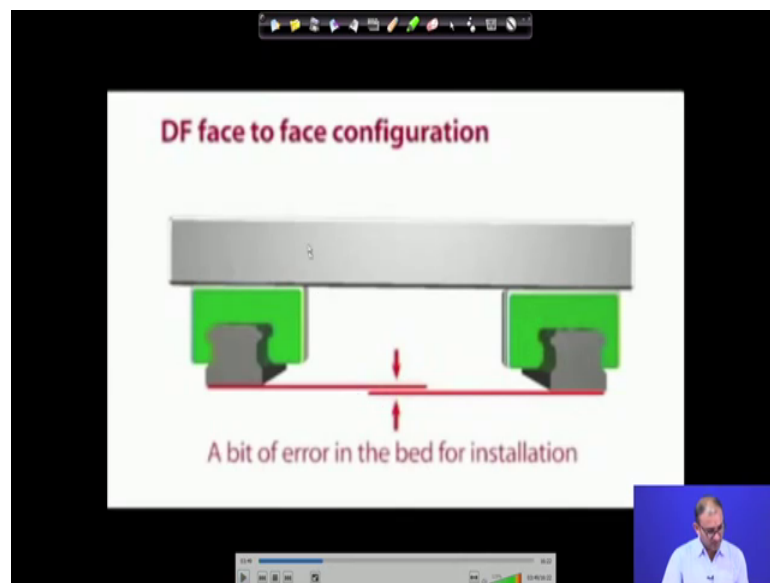 DF face to face configuration
A bit of error in the bed for installation